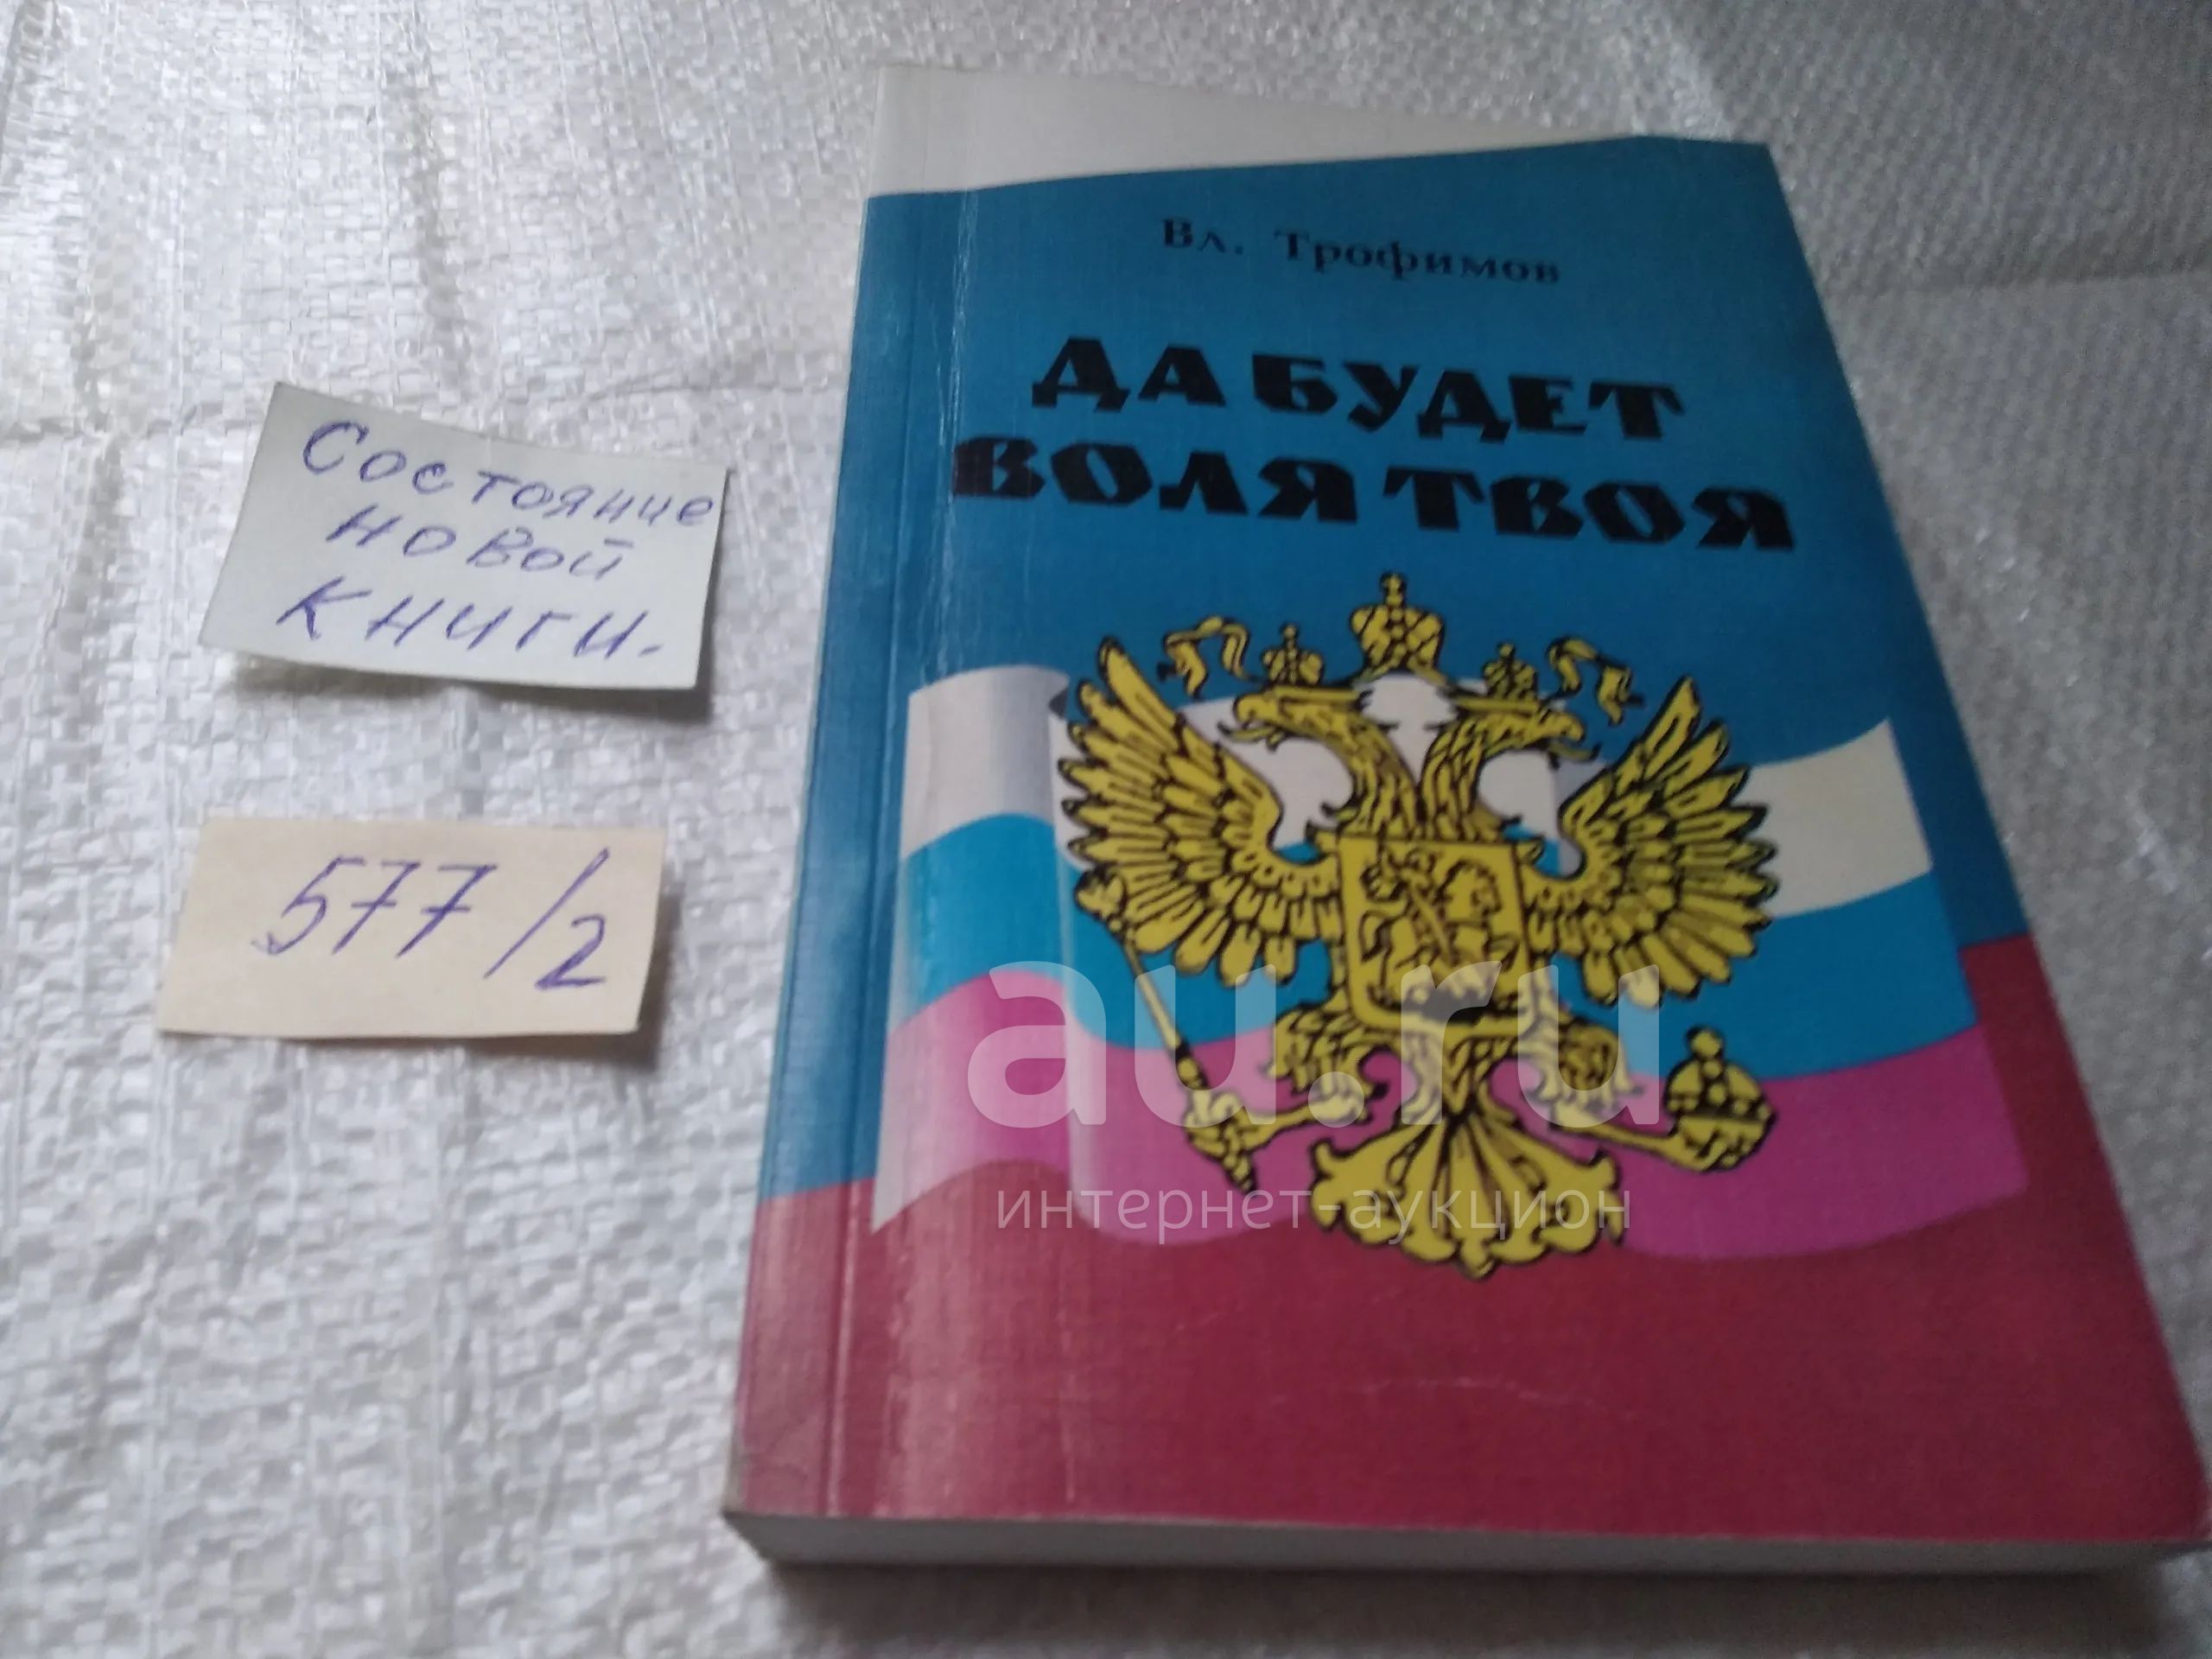 Вл. Трофимов
ДА БУДЕТ
ВОЛЯ ТВОЯ
Состояние
новой
книги.
577/2
au.ru
интернет-аукцион